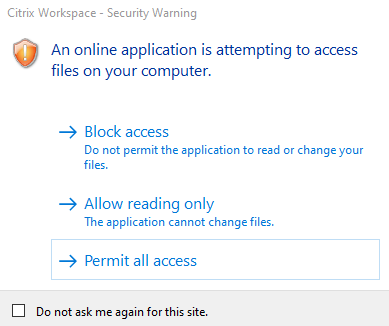 Citrix Workspace - Security Warning
An online application is attempting to access
files on your computer.
Block access
Do not permit the application to read or change your
files.
Allow reading only
The application cannot change files.
Permit all access
Do not ask me again for this site.